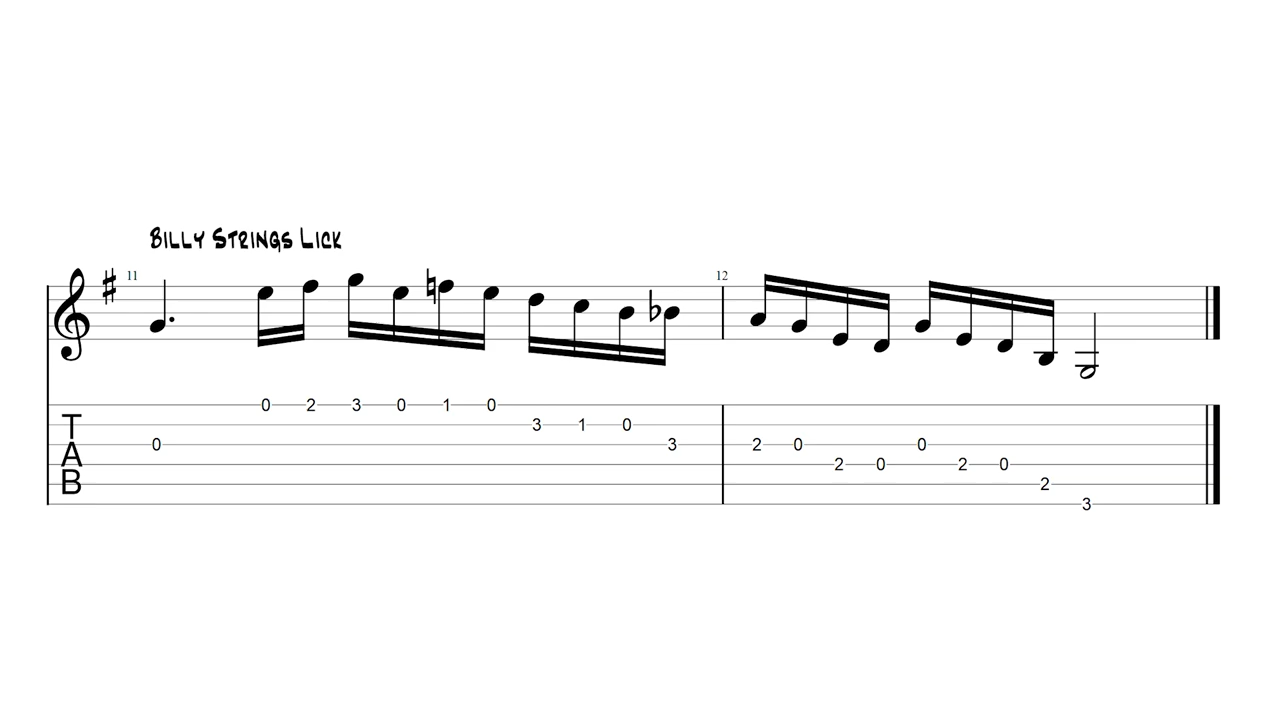 Billy Strings Lick
11 12
0 2 3 0 1 0
T 3 1 0
0 3 2 0 0
A 2 0 2 0
B 2
3